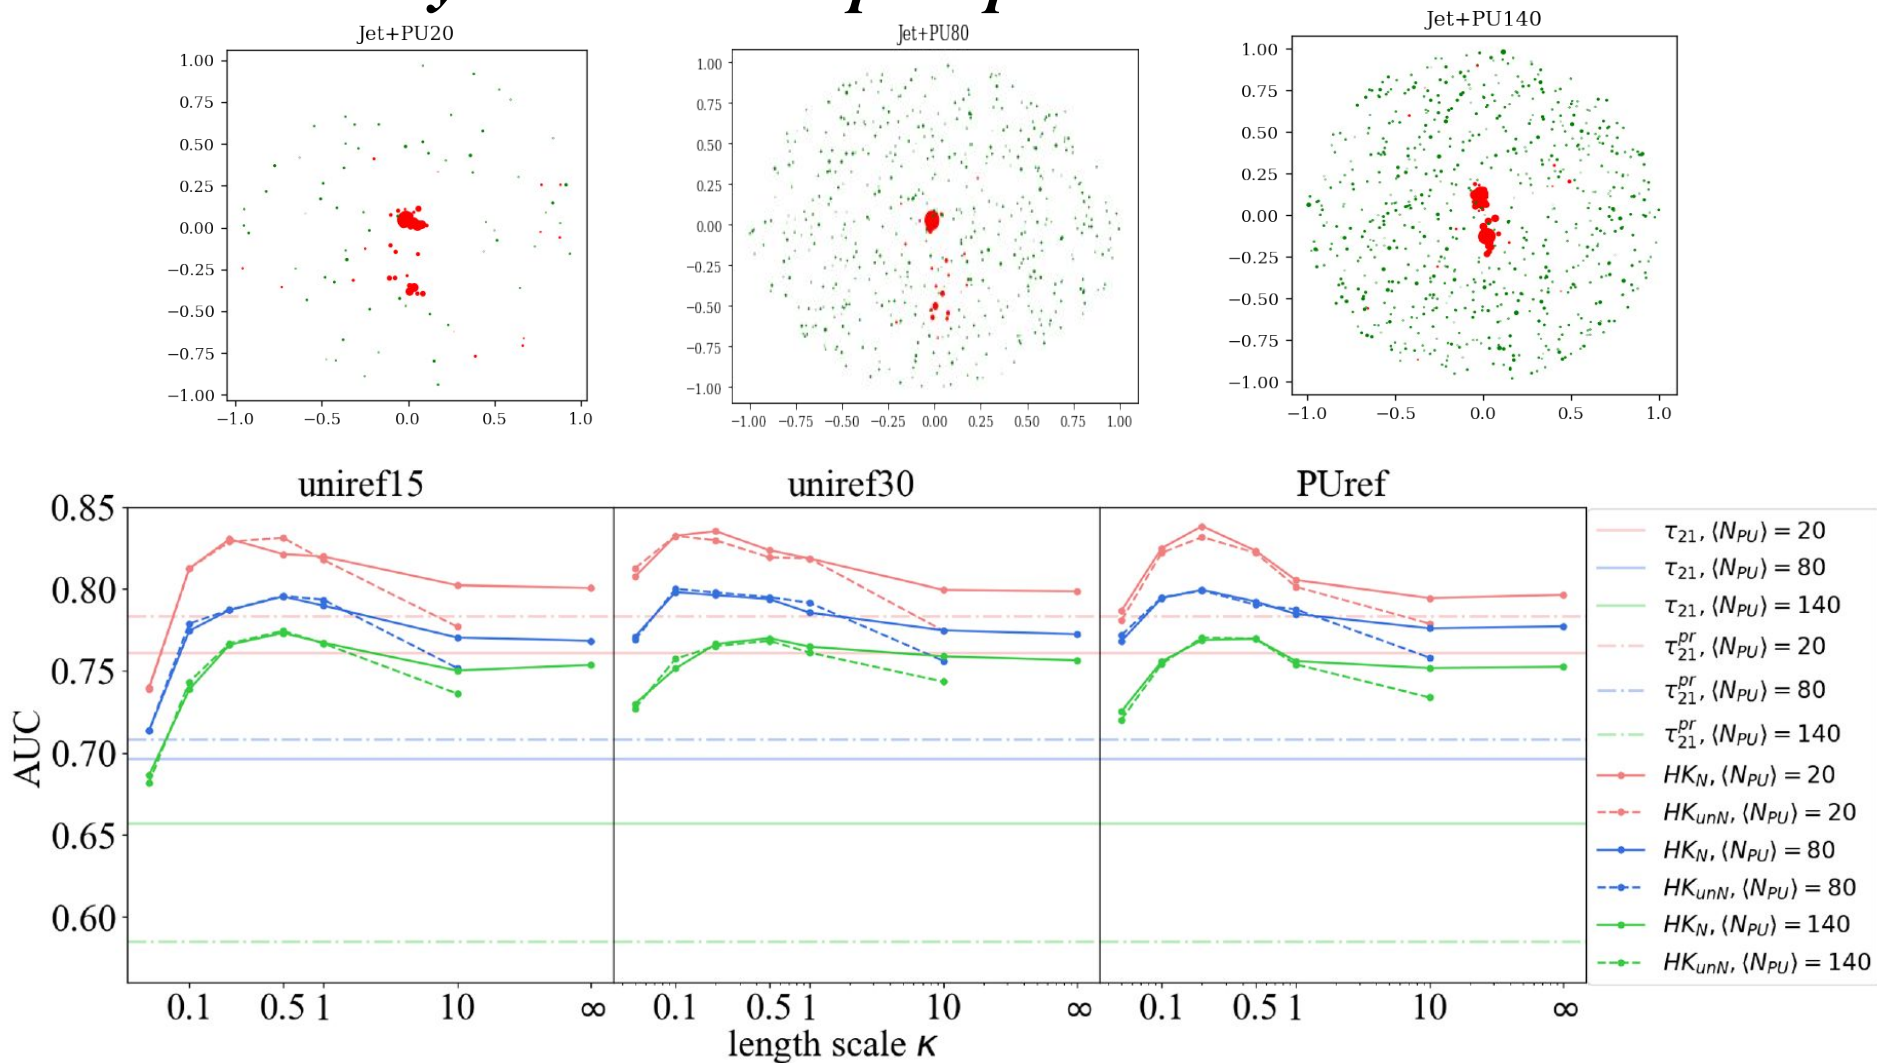 Jet+PU20
1.00
0.75
0.50
0.25
0.00
−0.25
−0.50
−0.75
−1.00
−1.0 −0.5 0.0 0.5 1.0
Jet+PU80
1.00
0.75
0.50
0.25
0.00
−0.25
−0.50
−0.75
−1.00
−1.00 −0.75 −0.50 −0.25 0.00 0.25 0.50 0.75 1.00
Jet+PU140
1.00
0.75
0.50
0.25
0.00
−0.25
−0.50
−0.75
−1.00
−1.0 −0.5 0.0 0.5 1.0
uniref15 uniref30 PUref
0.85
0.80
0.75
0.70
0.65
0.60
AUC
0.1 0.5 1 10 ∞ 0.1 0.5 1 10 ∞ 0.1 0.5 1 10 ∞
length scale κ
τ21, ⟨NPU⟩ = 20
τ21, ⟨NPU⟩ = 80
τ21, ⟨NPU⟩ = 140
τ21^pr, ⟨NPU⟩ = 20
τ21^pr, ⟨NPU⟩ = 80
τ21^pr, ⟨NPU⟩ = 140
HKN, ⟨NPU⟩ = 20
HKunN, ⟨NPU⟩ = 20
HKN, ⟨NPU⟩ = 80
HKunN, ⟨NPU⟩ = 80
HKN, ⟨NPU⟩ = 140
HKunN, ⟨NPU⟩ = 140